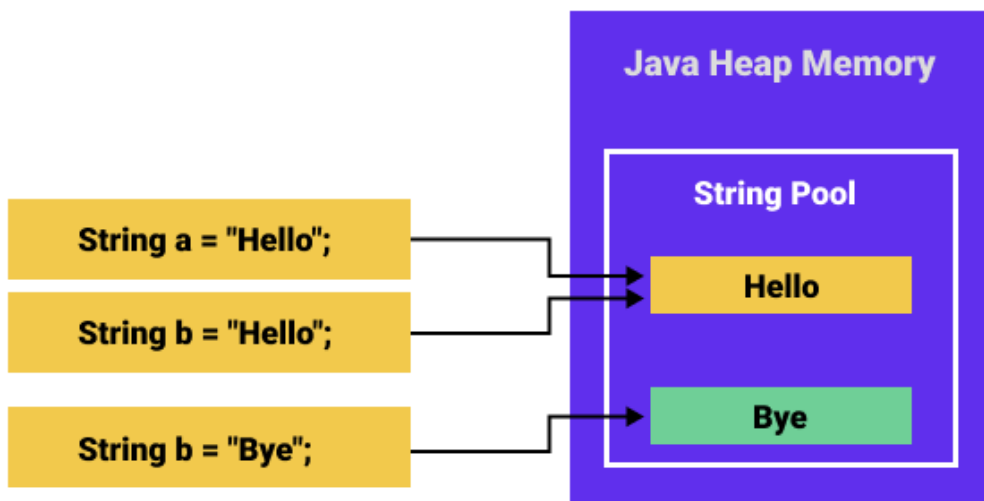 Java Heap Memory
String Pool
String a = "Hello";
Hello
String b = "Hello";
String b = "Bye";
Bye